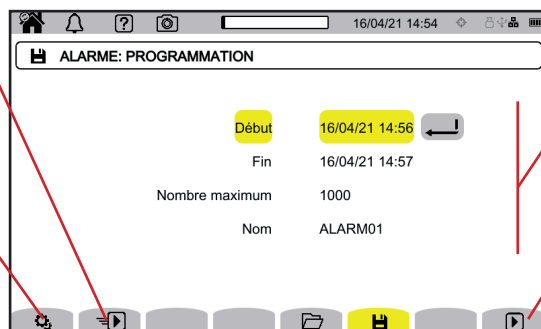 ? 16/04/21 14:54
ALARME: PROGRAMMATION
Début 16/04/21 14:56
Fin 16/04/21 14:57
Nombre maximum 1000
Nom ALARM01